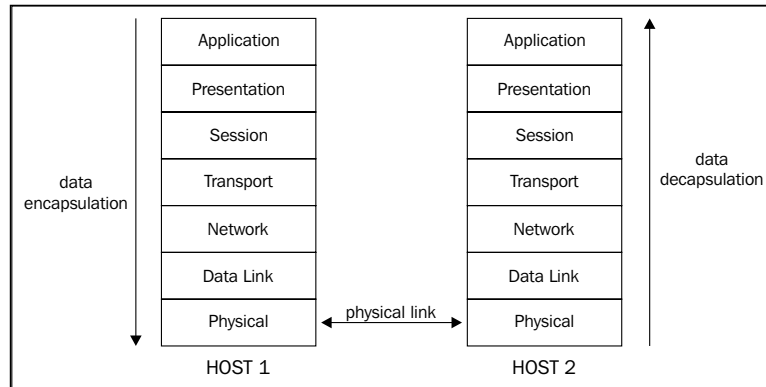 Application
Presentation
Session
Transport
Network
Data Link
Physical
HOST 1
data
encapsulation
physical link
Application
Presentation
Session
Transport
Network
Data Link
Physical
HOST 2
data
decapsulation